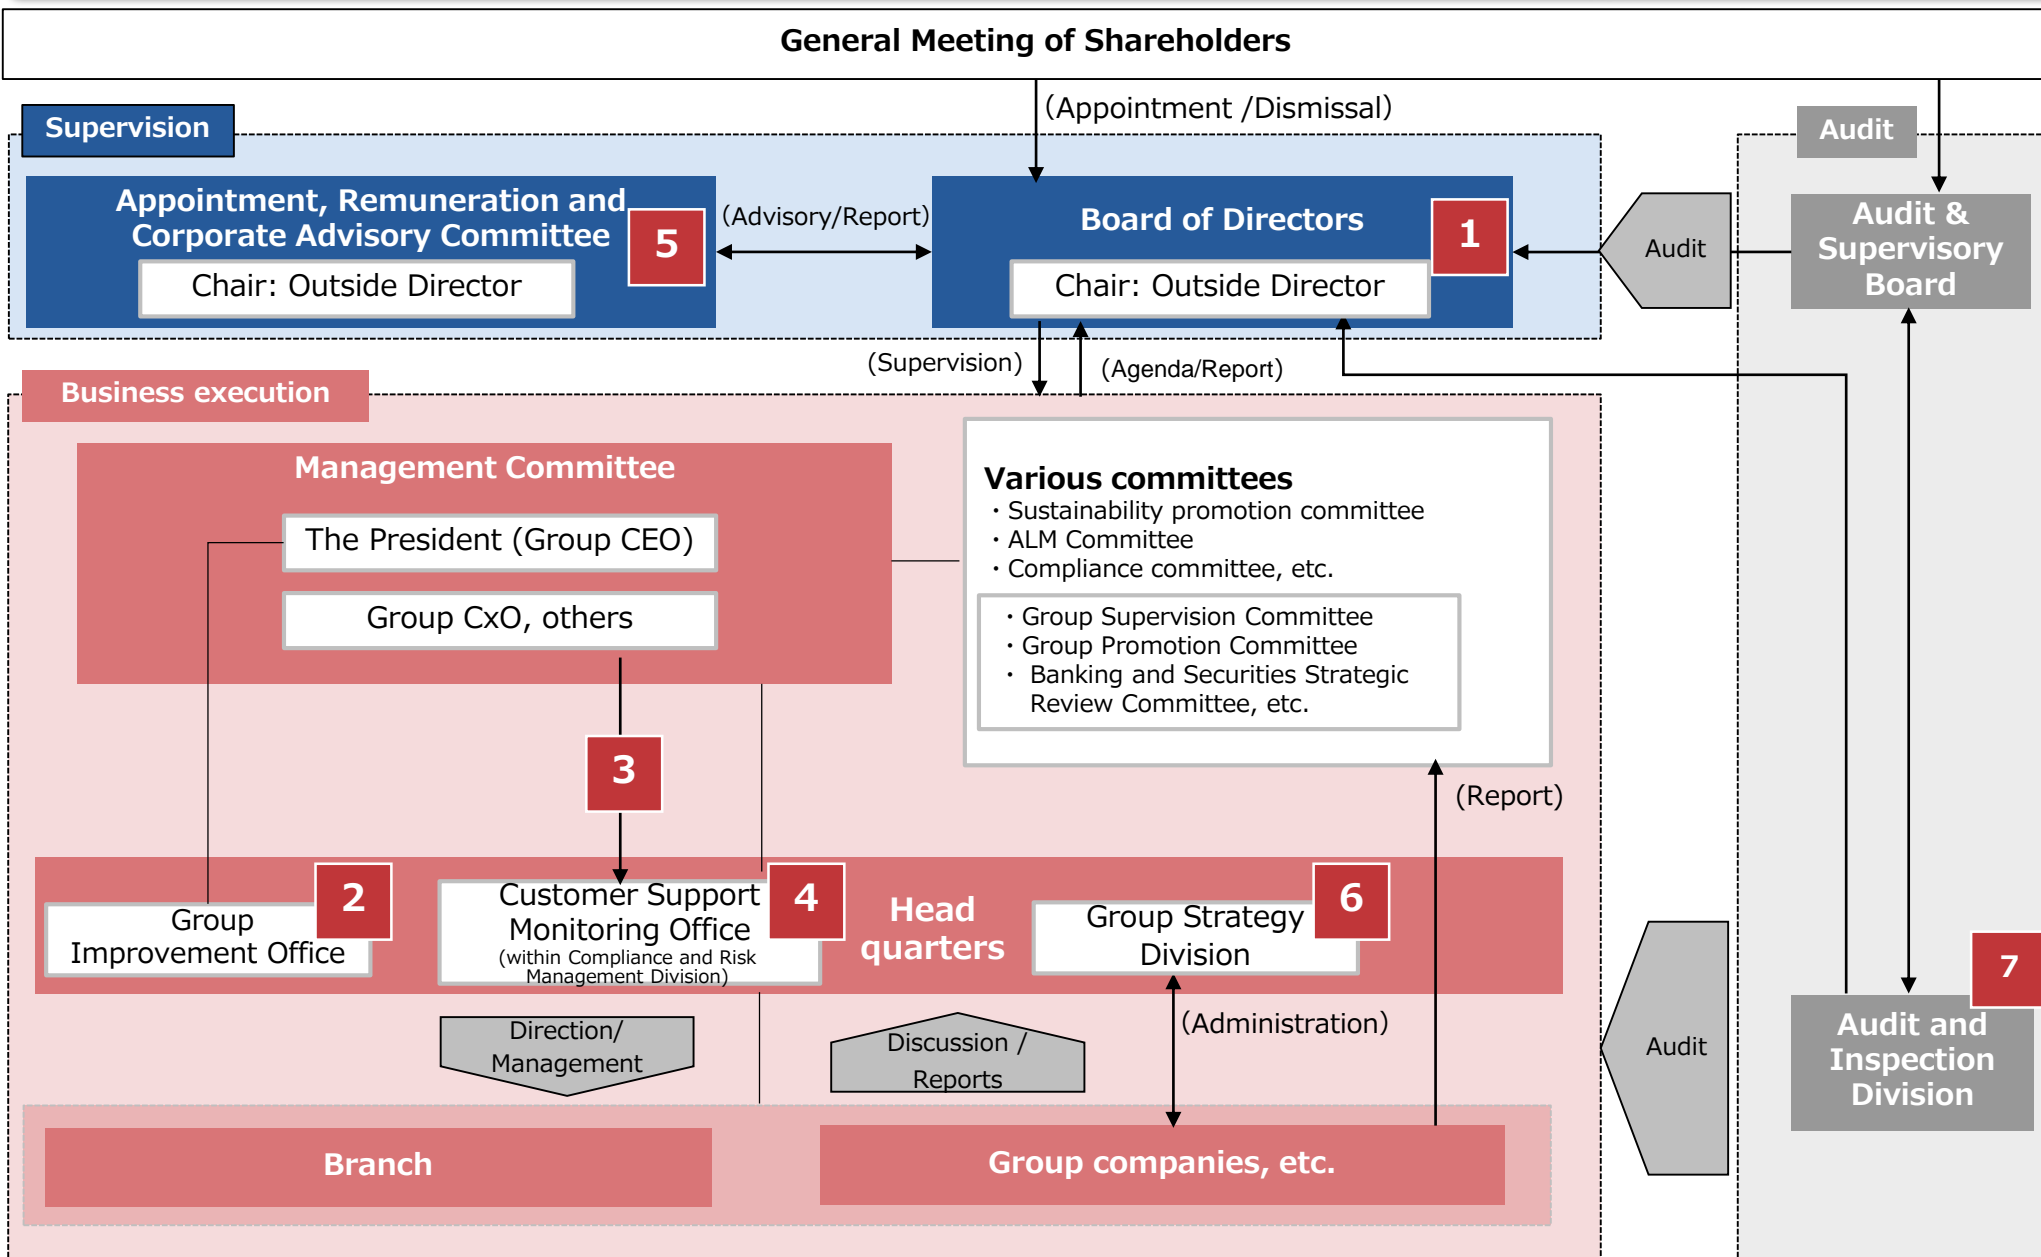 General Meeting of Shareholders
(Appointment /Dismissal)
Supervision
Audit
Appointment, Remuneration and
Corporate Advisory Committee
5
Chair: Outside Director
(Advisory/Report)
Board of Directors
1
Chair: Outside Director
Audit
Audit &
Supervisory
Board
(Supervision)
(Agenda/Report)
Business execution
Management Committee
The President (Group CEO)
Group CxO, others
Various committees
・Sustainability promotion committee
・ALM Committee
・Compliance committee, etc.
・Group Supervision Committee
・Group Promotion Committee
・ Banking and Securities Strategic
Review Committee, etc.
3
(Report)
2
Group
Improvement Office
4
Customer Support
Monitoring Office
(within Compliance and Risk
Management Division)
Head
quarters
6
Group Strategy
Division
7
Audit and
Inspection
Division
Audit
Direction/
Management
Discussion /
Reports
(Administration)
Branch
Group companies, etc.